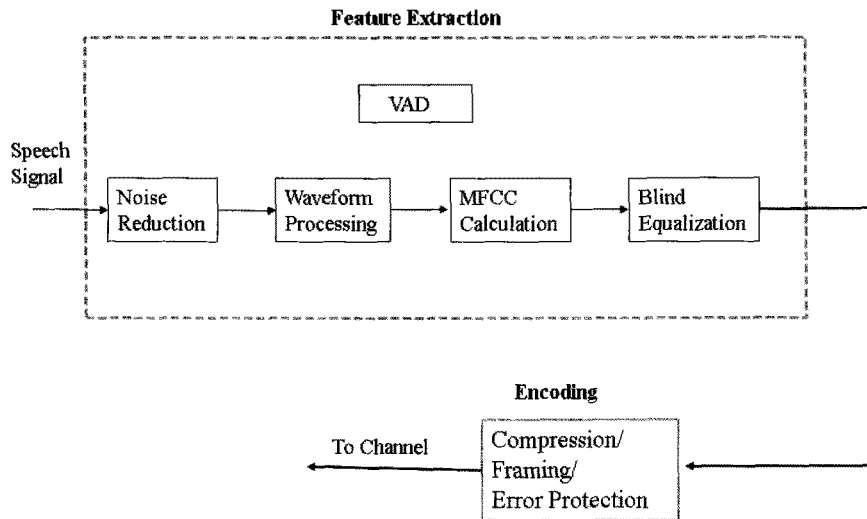 Feature Extraction
VAD
Speech
Signal
Noise
Reduction
Waveform
Processing
MFCC
Calculation
Blind
Equalization
Encoding
To Channel
Compression/
Framing/
Error Protection